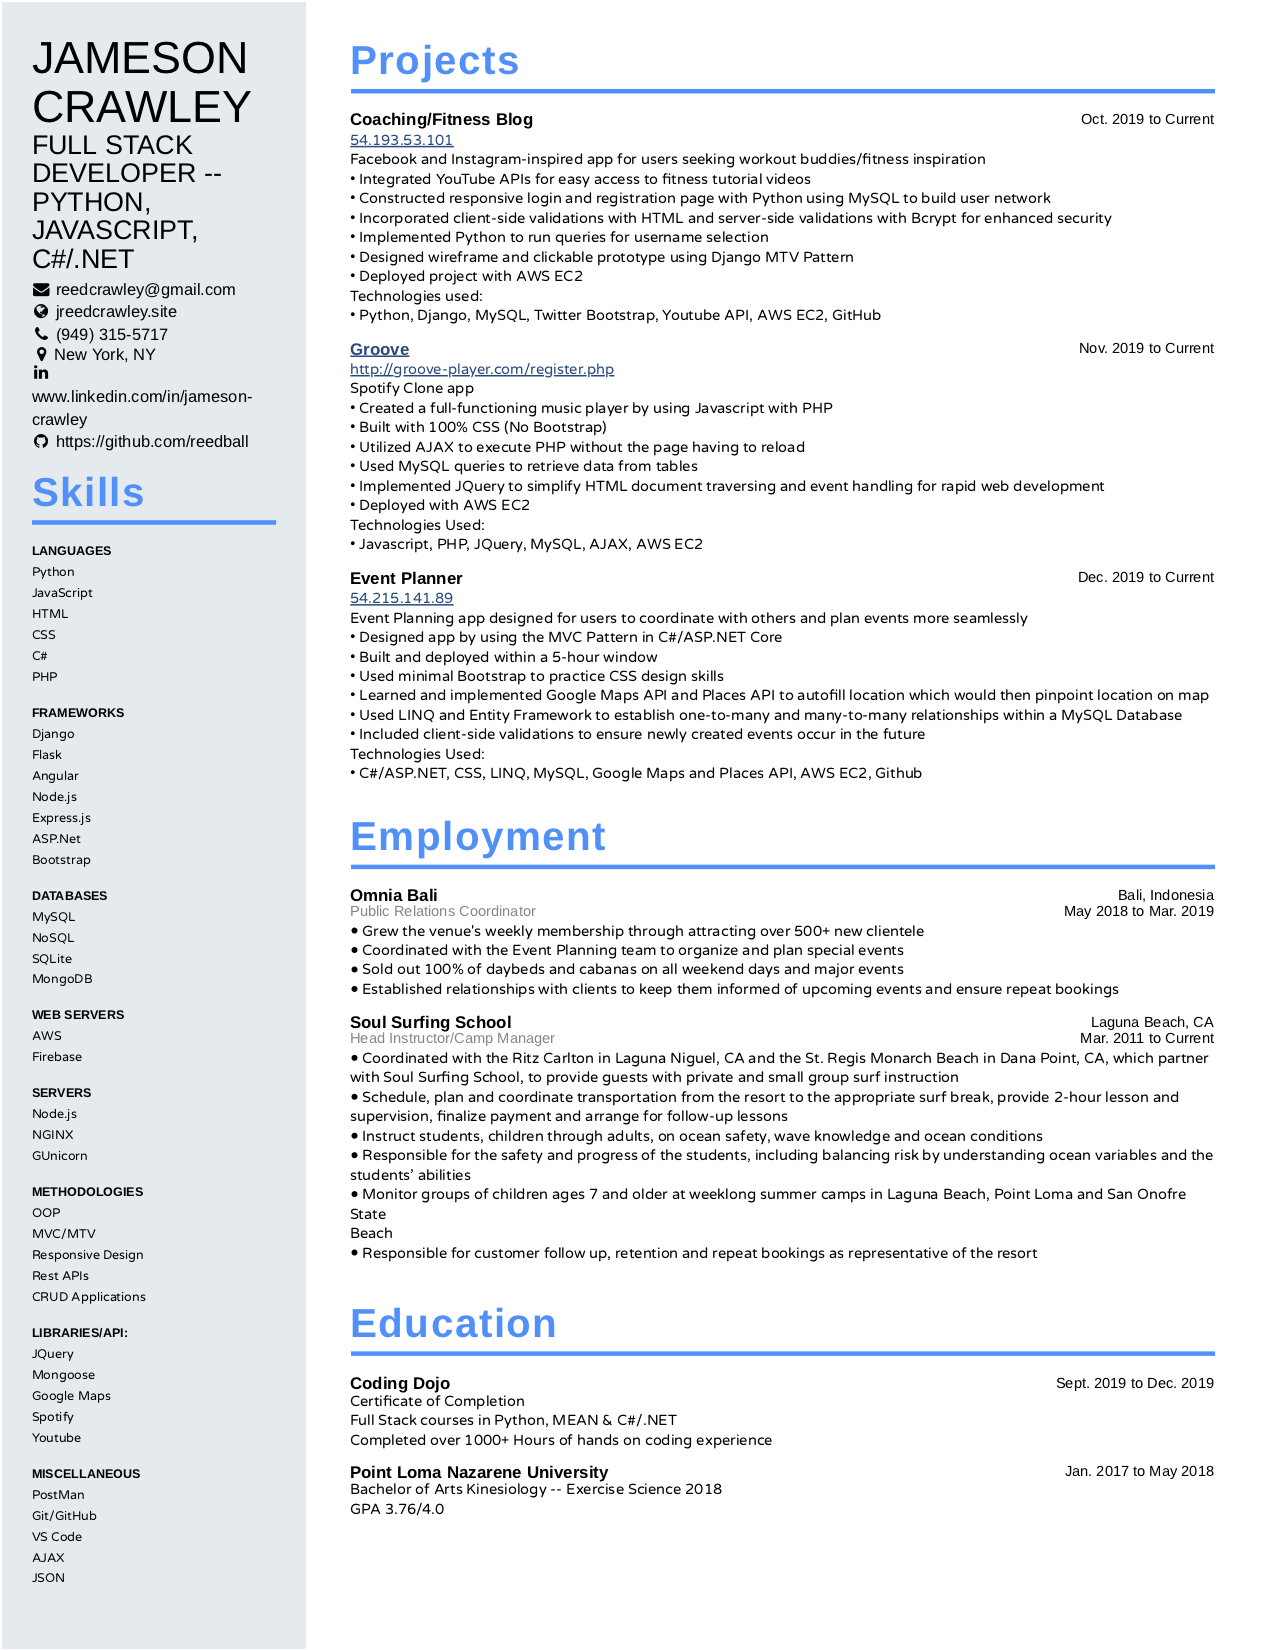 JAMESON
CRAWLEY
FULL STACK
DEVELOPER --
PYTHON,
JAVASCRIPT,
C#/.NET
reedcrawley@gmail.com
jreedcrawley.site
(949) 315-5717
New York, NY
www.linkedin.com/in/jameson-
crawley
https://github.com/reedball
Skills
LANGUAGES
Python
JavaScript
HTML
CSS
C#
PHP
FRAMEWORKS
Django
Flask
Angular
Node.js
Express.js
ASP.Net
Bootstrap
DATABASES
MySQL
NoSQL
SQLite
MongoDB
WEB SERVERS
AWS
Firebase
SERVERS
Node.js
NGINX
GUnicorn
METHODOLOGIES
OOP
MVC/MTV
Responsive Design
Rest APIs
CRUD Applications
LIBRARIES/API:
JQuery
Mongoose
Google Maps
Spotify
Youtube
MISCELLANEOUS
PostMan
Git/GitHub
VS Code
AJAX
JSON
Projects
Coaching/Fitness Blog Oct. 2019 to Current
54.193.53.101
Facebook and Instagram-inspired app for users seeking workout buddies/fitness inspiration
• Integrated YouTube APIs for easy access to fitness tutorial videos
• Constructed responsive login and registration page with Python using MySQL to build user network
• Incorporated client-side validations with HTML and server-side validations with Bcrypt for enhanced security
• Implemented Python to run queries for username selection
• Designed wireframe and clickable prototype using Django MTV Pattern
• Deployed project with AWS EC2
Technologies used:
• Python, Django, MySQL, Twitter Bootstrap, Youtube API, AWS EC2, GitHub
Groove Nov. 2019 to Current
http://groove-player.com/register.php
Spotify Clone app
• Created a full-functioning music player by using Javascript with PHP
• Built with 100% CSS (No Bootstrap)
• Utilized AJAX to execute PHP without the page having to reload
• Used MySQL queries to retrieve data from tables
• Implemented JQuery to simplify HTML document traversing and event handling for rapid web development
• Deployed with AWS EC2
Technologies Used:
• Javascript, PHP, JQuery, MySQL, AJAX, AWS EC2
Event Planner Dec. 2019 to Current
54.215.141.89
Event Planning app designed for users to coordinate with others and plan events more seamlessly
• Designed app by using the MVC Pattern in C#/ASP.NET Core
• Built and deployed within a 5-hour window
• Used minimal Bootstrap to practice CSS design skills
• Learned and implemented Google Maps API and Places API to autofill location which would then pinpoint location on map
• Used LINQ and Entity Framework to establish one-to-many and many-to-many relationships within a MySQL Database
• Included client-side validations to ensure newly created events occur in the future
Technologies Used:
• C#/ASP.NET, CSS, LINQ, MySQL, Google Maps and Places API, AWS EC2, Github
Employment
Omnia Bali Bali, Indonesia
Public Relations Coordinator May 2018 to Mar. 2019
● Grew the venue's weekly membership through attracting over 500+ new clientele
● Coordinated with the Event Planning team to organize and plan special events
● Sold out 100% of daybeds and cabanas on all weekend days and major events
● Established relationships with clients to keep them informed of upcoming events and ensure repeat bookings
Soul Surfing School Laguna Beach, CA
Head Instructor/Camp Manager Mar. 2011 to Current
● Coordinated with the Ritz Carlton in Laguna Niguel, CA and the St. Regis Monarch Beach in Dana Point, CA, which partner
with Soul Surfing School, to provide guests with private and small group surf instruction
● Schedule, plan and coordinate transportation from the resort to the appropriate surf break, provide 2-hour lesson and
supervision, finalize payment and arrange for follow-up lessons
● Instruct students, children through adults, on ocean safety, wave knowledge and ocean conditions
● Responsible for the safety and progress of the students, including balancing risk by understanding ocean variables and the
students’ abilities
● Monitor groups of children ages 7 and older at weeklong summer camps in Laguna Beach, Point Loma and San Onofre
State
Beach
● Responsible for customer follow up, retention and repeat bookings as representative of the resort
Education
Coding Dojo Sept. 2019 to Dec. 2019
Certificate of Completion
Full Stack courses in Python, MEAN & C#/.NET
Completed over 1000+ Hours of hands on coding experience
Point Loma Nazarene University Jan. 2017 to May 2018
Bachelor of Arts Kinesiology -- Exercise Science 2018
GPA 3.76/4.0